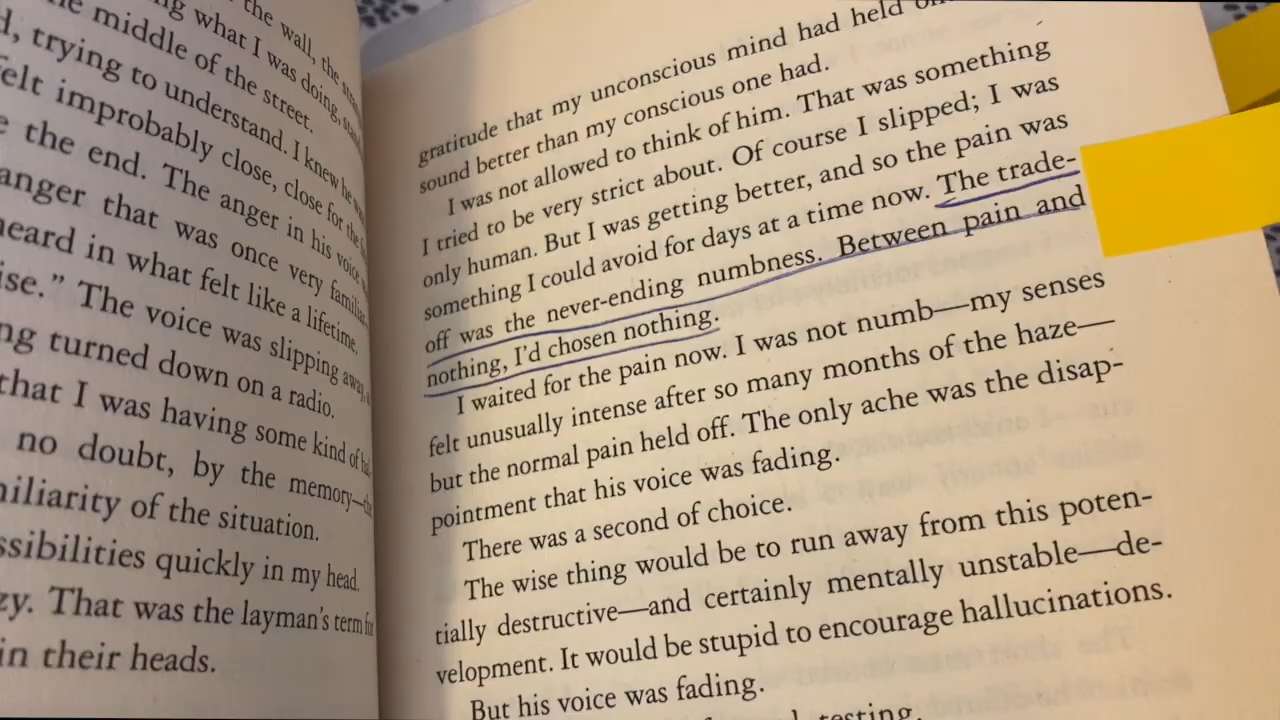 the wall, the
what I was doing,
middle of the street.
trying to understand. I knew he
felt improbably close, close for the
the end. The anger in his voice
anger that was once very familiar
heard in what felt like a lifetime.
The voice was slipping away,
turned down on a radio.
that I was having some kind of
no doubt, by the memory—the
of the situation.
quickly in my head.
That was the layman's term for
in their heads.
gratitude that my unconscious mind had held
sound better than my conscious one had.
I was not allowed to think of him. That was something
I tried to be very strict about. Of course I slipped; I was
only human. But I was getting better, and so the pain was
something I could avoid for days at a time now. The trade-
off was the never-ending numbness. Between pain and
nothing, I'd chosen nothing.
I waited for the pain now. I was not numb—my senses
felt unusually intense after so many months of the haze—
but the normal pain held off. The only ache was the disap-
pointment that his voice was fading.
There was a second of choice.
The wise thing would be to run away from this poten-
tially destructive—and certainly mentally unstable—de-
velopment. It would be stupid to encourage hallucinations.
But his voice was fading.
testing.